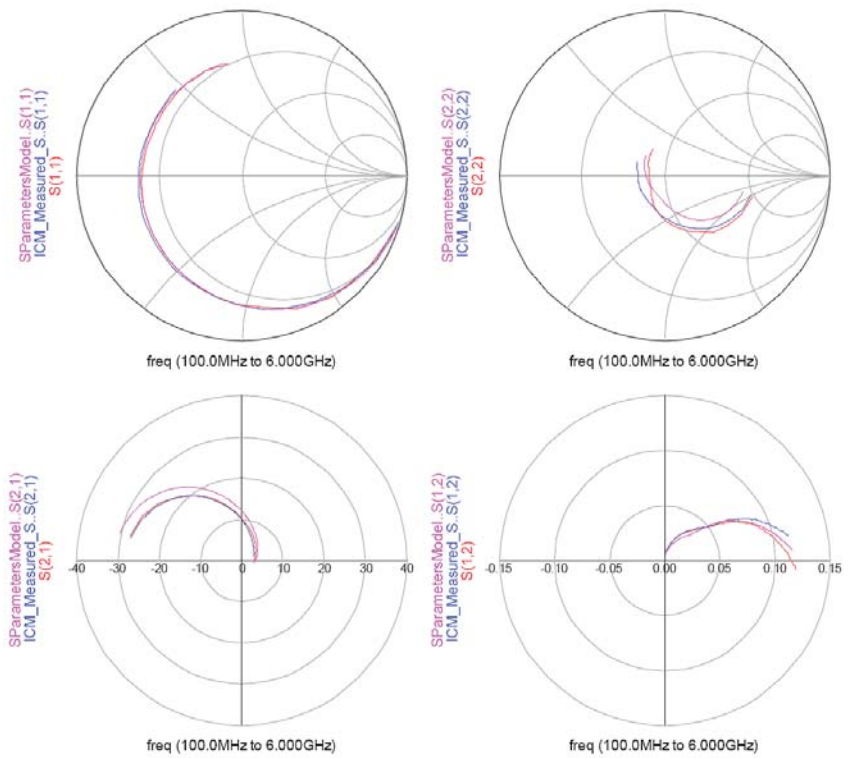 SParametersModel..S(1,1)
ICM_Measured_S..S(1,1)
S(1,1)
freq (100.0MHz to 6.000GHz)
SParametersModel..S(2,2)
ICM_Measured_S..S(2,2)
S(2,2)
freq (100.0MHz to 6.000GHz)
SParametersModel..S(2,1)
ICM_Measured_S..S(2,1)
S(2,1)
-40 -30 -20 -10 0 10 20 30 40
freq (100.0MHz to 6.000GHz)
SParametersModel..S(1,2)
ICM_Measured_S..S(1,2)
S(1,2)
-0.15 -0.10 -0.05 0.00 0.05 0.10 0.15
freq (100.0MHz to 6.000GHz)